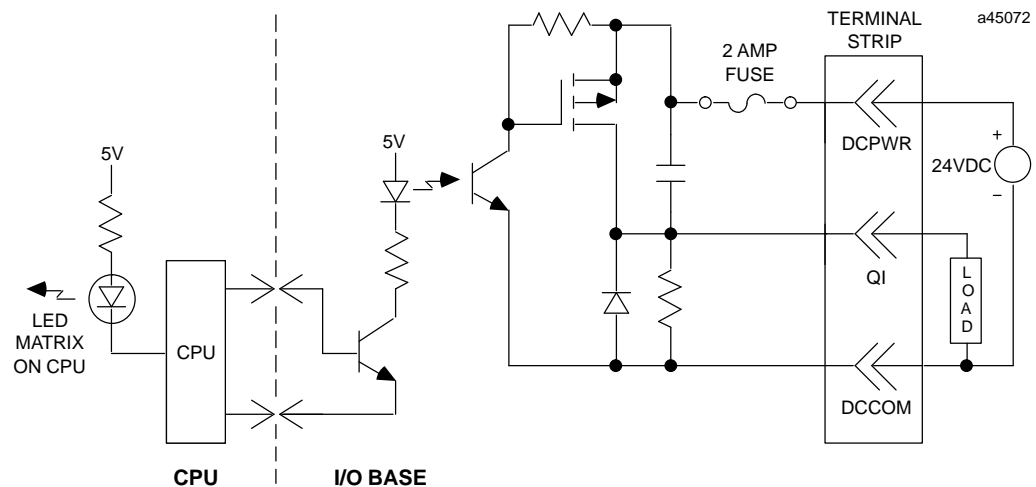 TERMINAL
STRIP
a45072
2 AMP
FUSE
DCPWR
+
24VDC
–
5V
5V
QI
LOAD
LED
MATRIX
ON CPU
CPU
DCCOM
CPU
I/O BASE